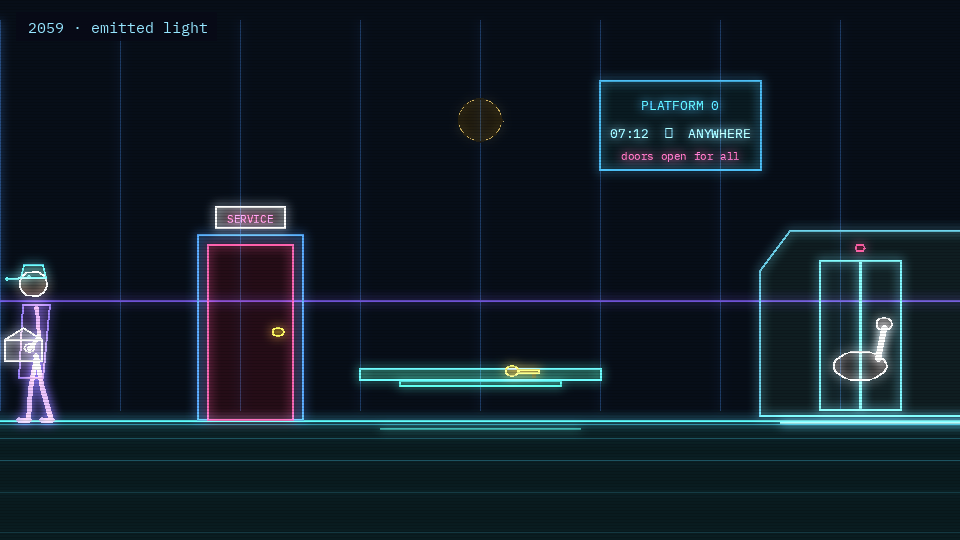 2059 · emitted light
PLATFORM 0
07:12 ANYWHERE
doors open for all
SERVICE